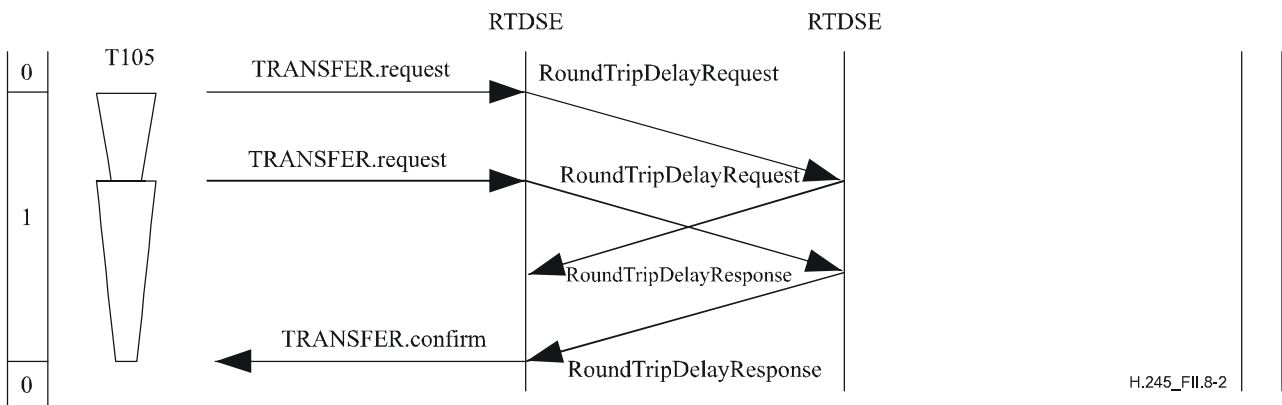 RTDSE RTDSE
T105
0
TRANSFER.request RoundTripDelayRequest
TRANSFER.request RoundTripDelayRequest
1
RoundTripDelayResponse
TRANSFER.confirm
RoundTripDelayResponse
0
H.245_FII.8-2